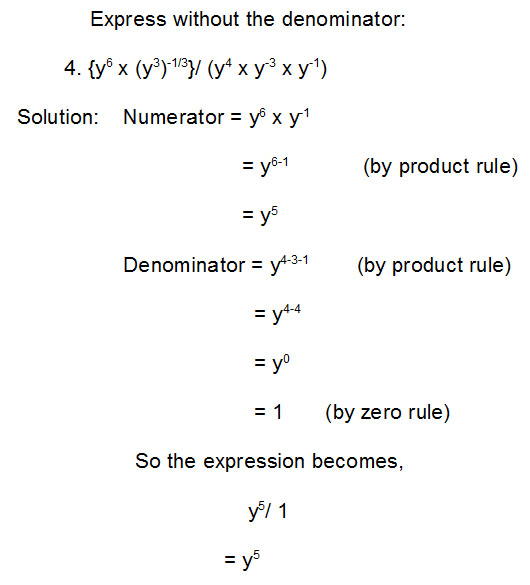 Express without the denominator:
4. {y⁶ x (y³)⁻¹ᐟ³}/ (y⁴ x y⁻³ x y⁻¹)
Solution: Numerator = y⁶ x y⁻¹
= y⁶⁻¹ (by product rule)
= y⁵
Denominator = y⁴⁻³⁻¹ (by product rule)
= y⁴⁻⁴
= y⁰
= 1 (by zero rule)
So the expression becomes,
y⁵/ 1
= y⁵